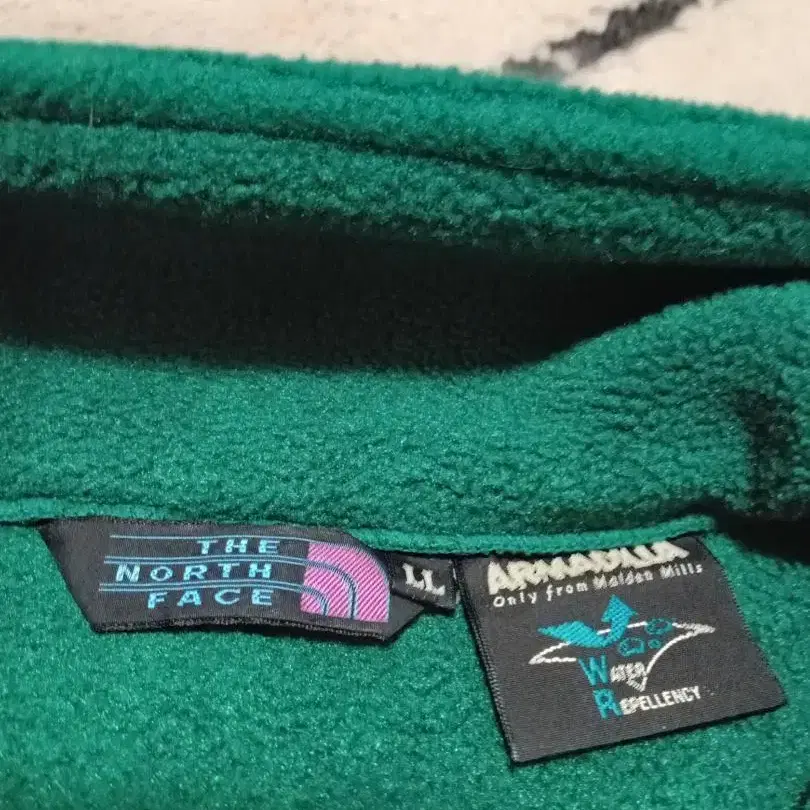 THE
NORTH
FACE
LL
ARMADILLA
Only from Malden Mills
WATER
REPELLENCY